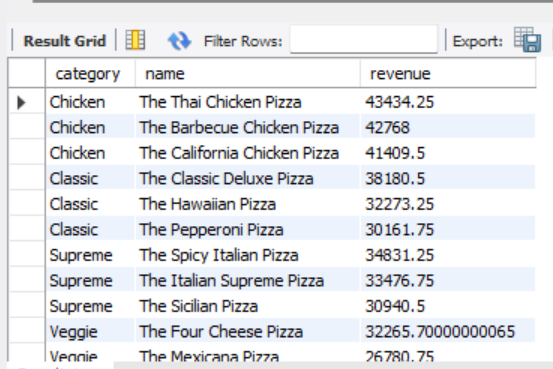 Result Grid Filter Rows: Export:
category name revenue
Chicken The Thai Chicken Pizza 43434.25
Chicken The Barbecue Chicken Pizza 42768
Chicken The California Chicken Pizza 41409.5
Classic The Classic Deluxe Pizza 38180.5
Classic The Hawaiian Pizza 32273.25
Classic The Pepperoni Pizza 30161.75
Supreme The Spicy Italian Pizza 34831.25
Supreme The Italian Supreme Pizza 33476.75
Supreme The Sicilian Pizza 30940.5
Veggie The Four Cheese Pizza 32265.70000000065
Veggie The Mexicana Pizza 26780.75